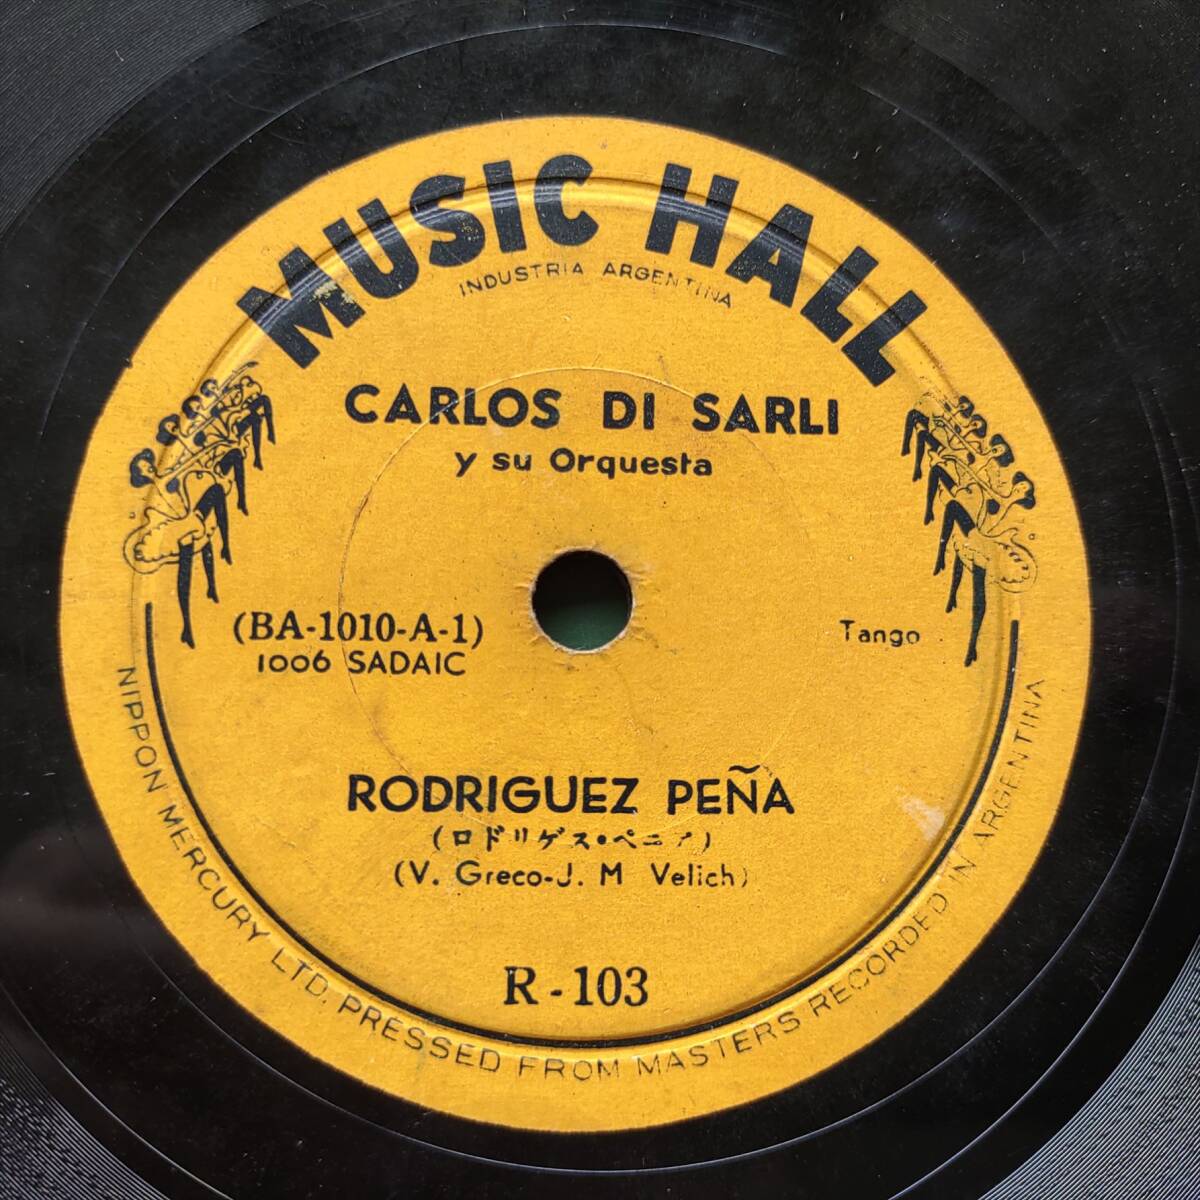 MUSIC HALL
INDUSTRIA ARGENTINA
CARLOS DI SARLI
y su Orquesta
(BA-1010-A-1)
1006 SADAIC
Tango
RODRIGUEZ PEÑA
(ロドリゲス・ペニア)
(V. Greco-J. M Velich)
R-103
NIPPON MERCURY LTD. PRESSED FROM MASTERS RECORDED IN ARGENTINA